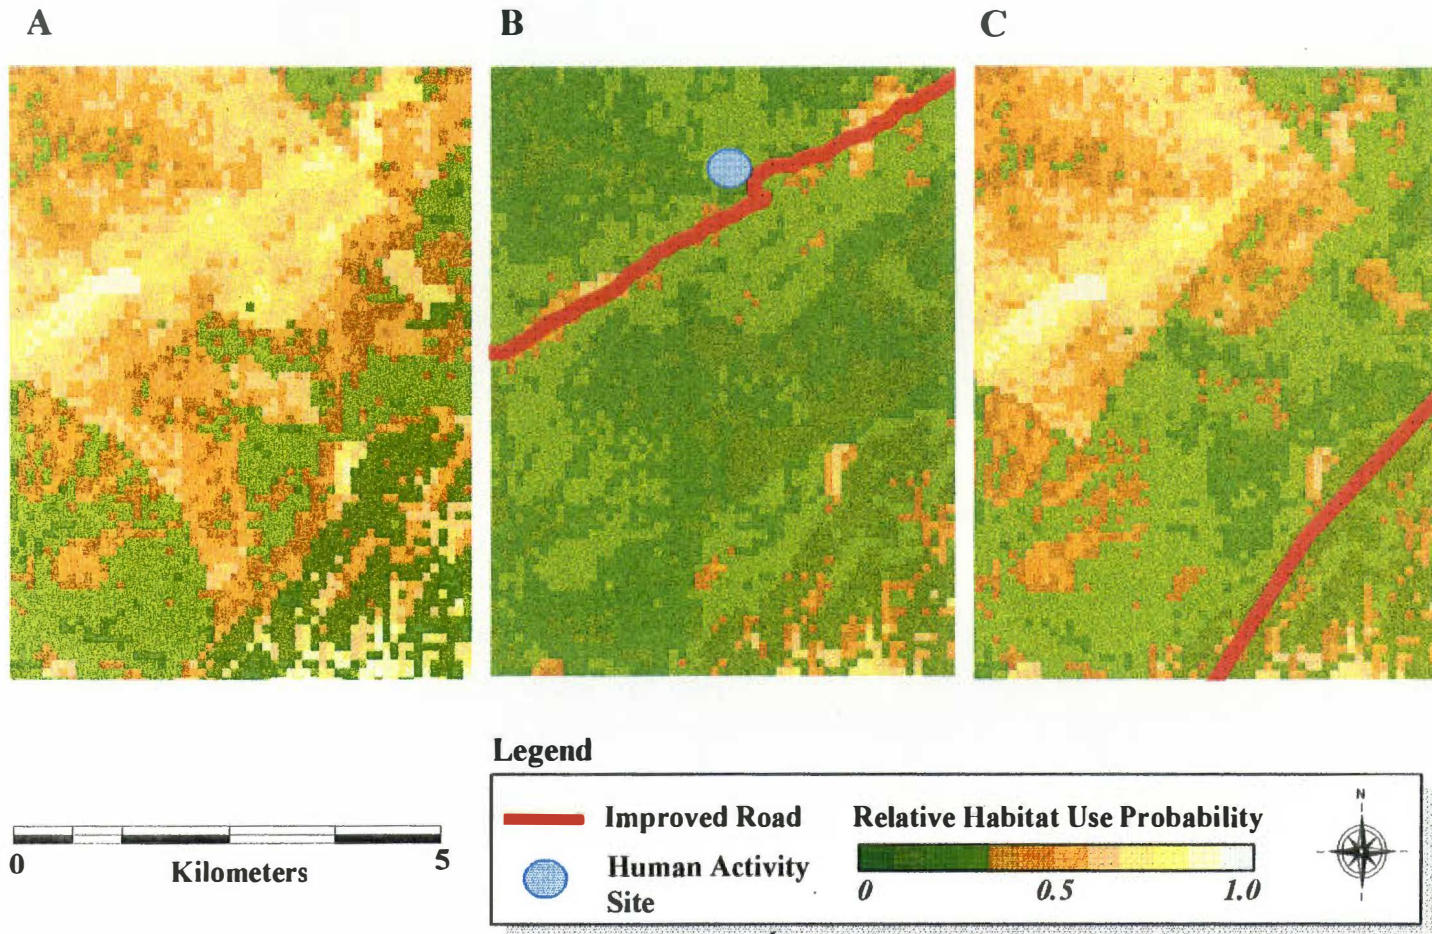 A
B
C
Legend
Improved Road
Human Activity
Site
Relative Habitat Use Probability
0
0.5
1.0
N
0
5
Kilometers